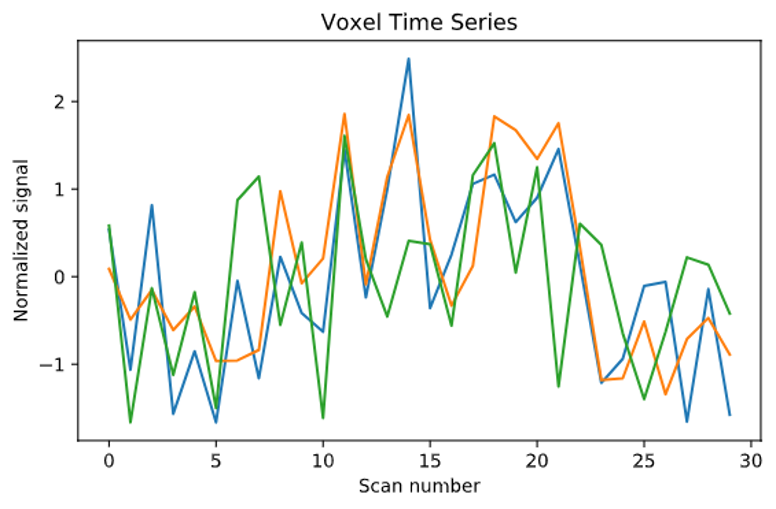 Voxel Time Series
Normalized signal
2
1
0
−1
0 5 10 15 20 25 30
Scan number